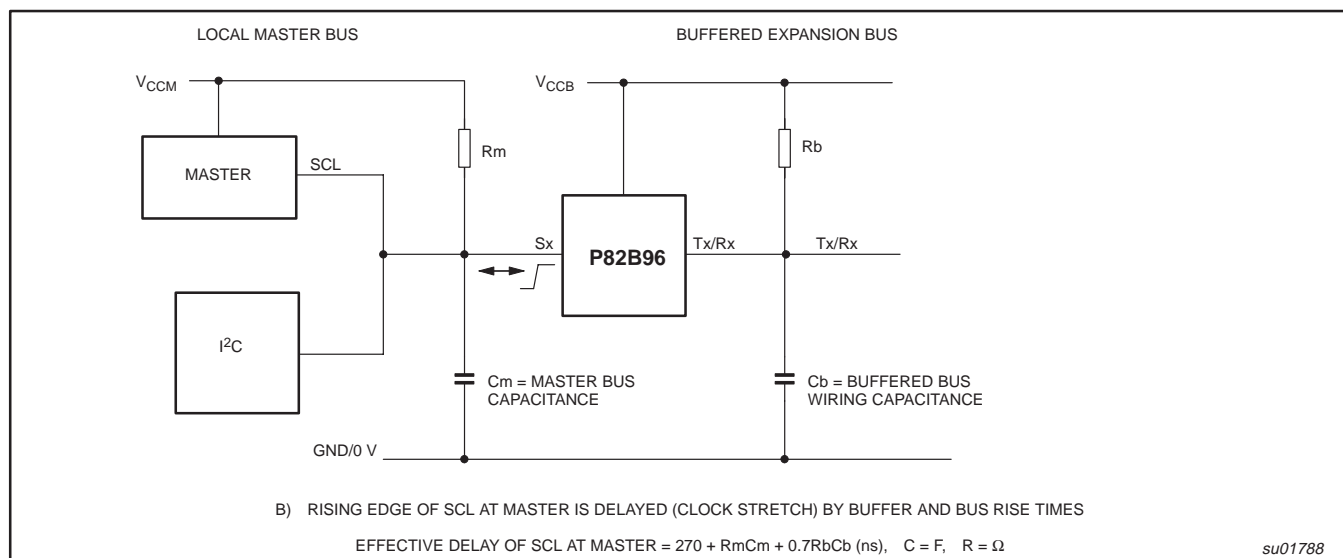 LOCAL MASTER BUS
BUFFERED EXPANSION BUS
VCCM
VCCB
Rm
Rb
MASTER
SCL
Sx
P82B96
Tx/Rx
Tx/Rx
I2C
Cm = MASTER BUS
CAPACITANCE
Cb = BUFFERED BUS
WIRING CAPACITANCE
GND/0 V
B) RISING EDGE OF SCL AT MASTER IS DELAYED (CLOCK STRETCH) BY BUFFER AND BUS RISE TIMES
EFFECTIVE DELAY OF SCL AT MASTER = 270 + RmCm + 0.7RbCb (ns), C = F, R = Ω
su01788